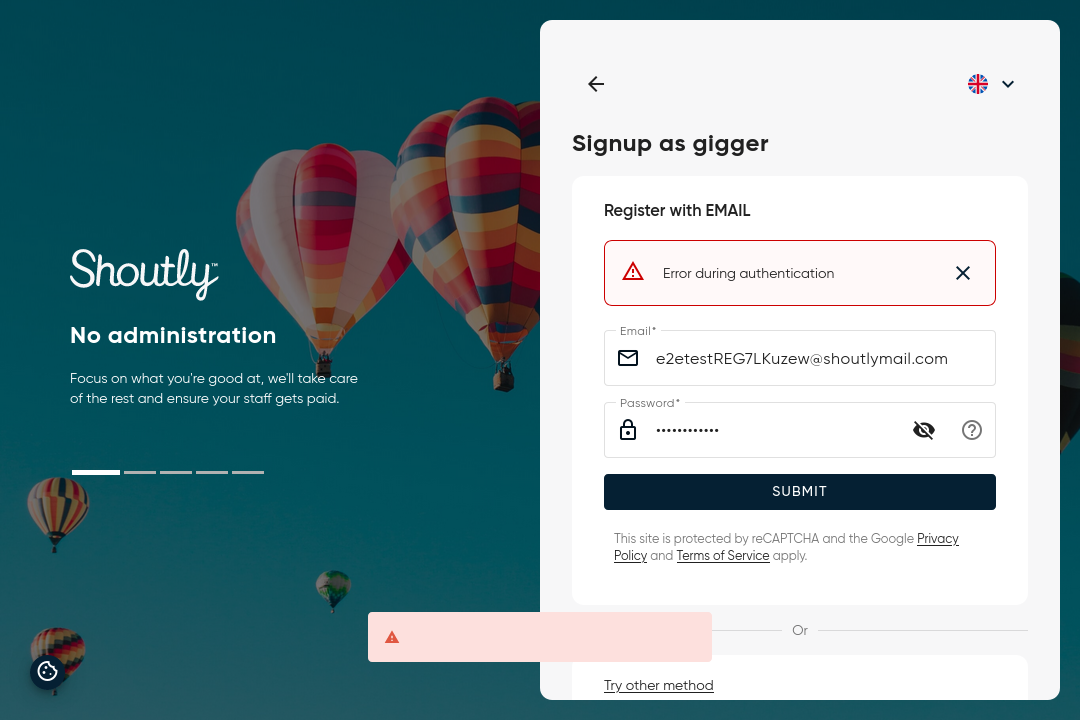 Shoutly™
No administration
Focus on what you're good at, we'll take care
of the rest and ensure your staff gets paid.
Signup as gigger
Register with EMAIL
Error during authentication
Email*
e2etestREG7LKuzew@shoutlymail.com
Password*
••••••••••••
SUBMIT
This site is protected by reCAPTCHA and the Google Privacy
Policy and Terms of Service apply.
Or
Try other method